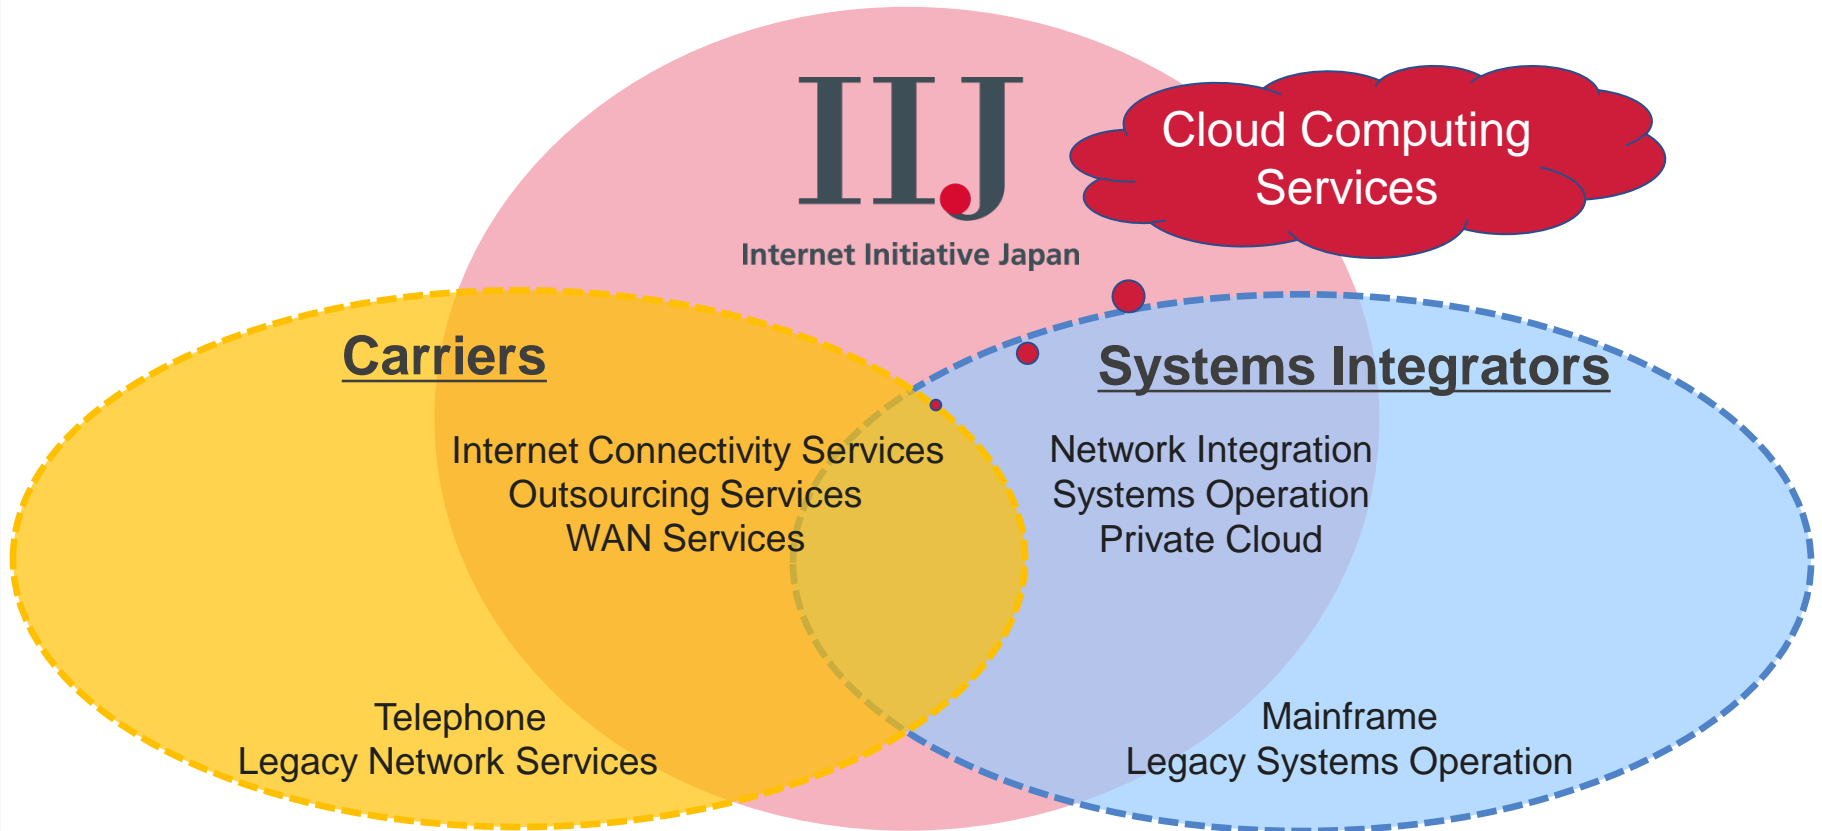 IIJ
Internet Initiative Japan
Cloud Computing
Services
Carriers
Internet Connectivity Services
Outsourcing Services
WAN Services
Telephone
Legacy Network Services
Systems Integrators
Network Integration
Systems Operation
Private Cloud
Mainframe
Legacy Systems Operation